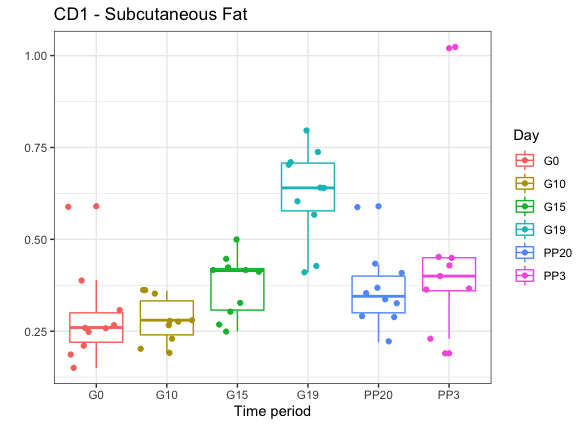 CD1 - Subcutaneous Fat
1.00
0.75
0.50
0.25
G0 G10 G15 G19 PP20 PP3
Time period
Day
G0
G10
G15
G19
PP20
PP3